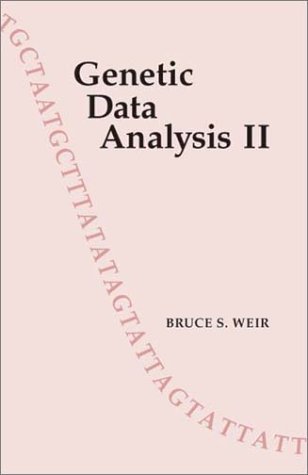 Genetic
Data
Analysis II
BRUCE S. WEIR
TGCTAATGCTTTATATAGTATTAGTATTATT